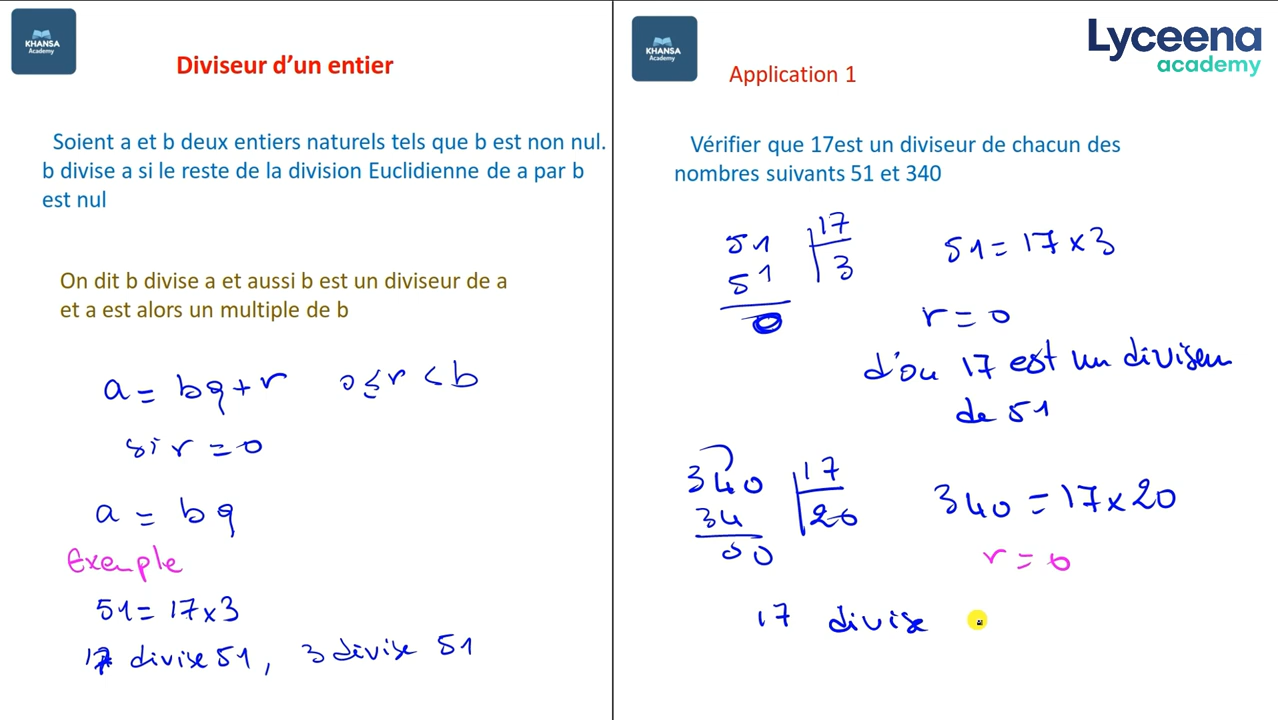 KHANSA
Academy
Diviseur d'un entier
Soient a et b deux entiers naturels tels que b est non nul.
b divise a si le reste de la division Euclidienne de a par b
est nul
On dit b divise a et aussi b est un diviseur de a
et a est alors un multiple de b
a = bq + r 0 ≤ r < b
si r = 0
a = bq
Exemple
51 = 17 × 3
17 divise 51, 3 divise 51
KHANSA
Academy
Lyceena
academy
Application 1
Vérifier que 17est un diviseur de chacun des
nombres suivants 51 et 340
51 17
51 3
0
51 = 17 × 3
r = 0
d'où 17 est un diviseur
de 51
340 17
34 20
00
340 = 17 × 20
r = 0
17 divise